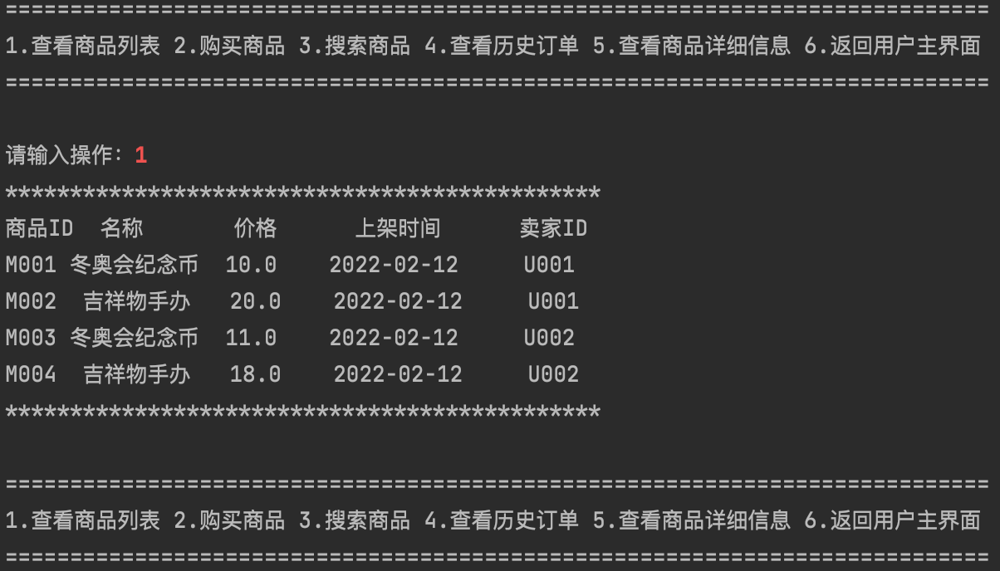 ============================================================================
1.查看商品列表 2.购买商品 3.搜索商品 4.查看历史订单 5.查看商品详细信息 6.返回用户主界面
============================================================================
请输入操作：1
**********************************************
商品ID  名称       价格      上架时间      卖家ID
M001 冬奥会纪念币  10.0    2022-02-12     U001
M002  吉祥物手办   20.0    2022-02-12     U001
M003 冬奥会纪念币  11.0    2022-02-12     U002
M004  吉祥物手办   18.0    2022-02-12     U002
**********************************************
============================================================================
1.查看商品列表 2.购买商品 3.搜索商品 4.查看历史订单 5.查看商品详细信息 6.返回用户主界面
============================================================================